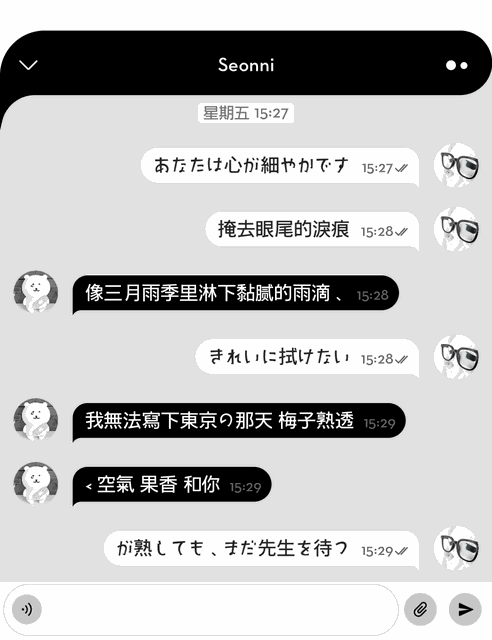 Seonni
星期五 15:27
あなたは心が細やかです 15:27
掩去眼尾的淚痕 15:28
像三月雨季里淋下黏膩的雨滴、 15:28
きれいに拭けない 15:28
我無法寫下東京の那天 梅子熟透 15:29
< 空氣 果香 和你 15:29
が熟しても、まだ先生を待つ 15:29